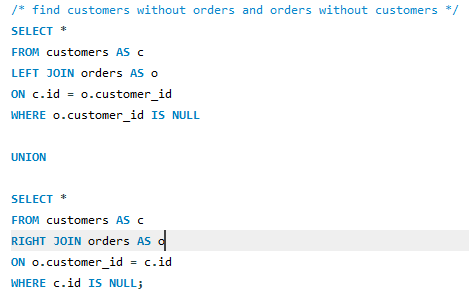 /* find customers without orders and orders without customers */
SELECT *
FROM customers AS c
LEFT JOIN orders AS o
ON c.id = o.customer_id
WHERE o.customer_id IS NULL
UNION
SELECT *
FROM customers AS c
RIGHT JOIN orders AS o
ON o.customer_id = c.id
WHERE c.id IS NULL;